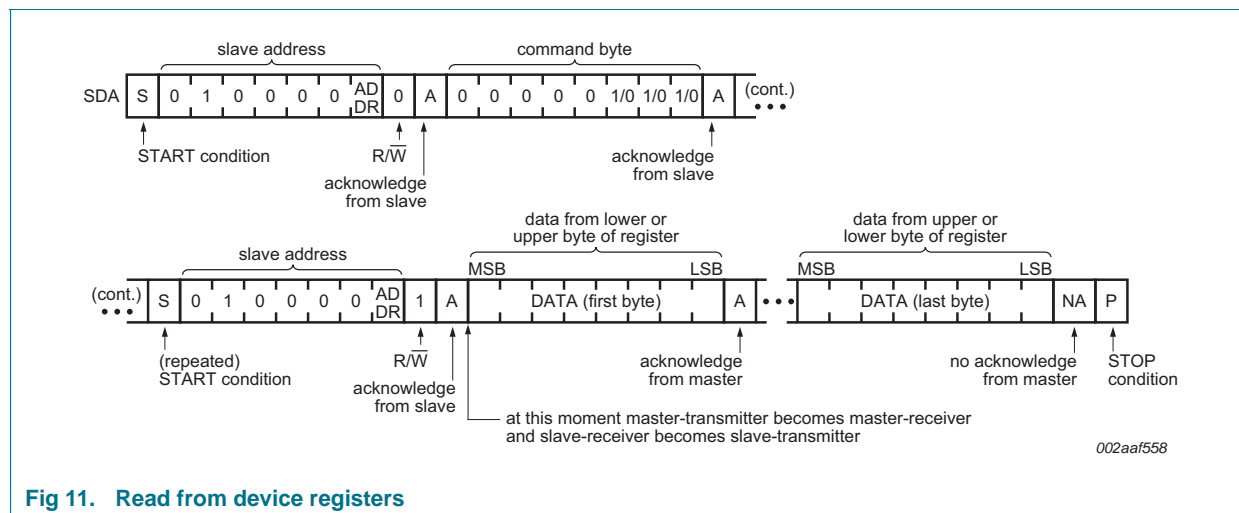 slave address command byte
SDA S 0 1 0 0 0 0 AD DR 0 A 0 0 0 0 0 1/0 1/0 1/0 A (cont.)
START condition R/W̅ acknowledge from slave acknowledge from slave
data from lower or upper byte of register data from upper or lower byte of register
slave address MSB LSB MSB LSB
(cont.) S 0 1 0 0 0 0 AD DR 1 A DATA (first byte) A DATA (last byte) NA P
(repeated) START condition R/W̅ acknowledge from slave acknowledge from master no acknowledge from master STOP condition
at this moment master-transmitter becomes master-receiver
and slave-receiver becomes slave-transmitter
002aaf558
Fig 11. Read from device registers